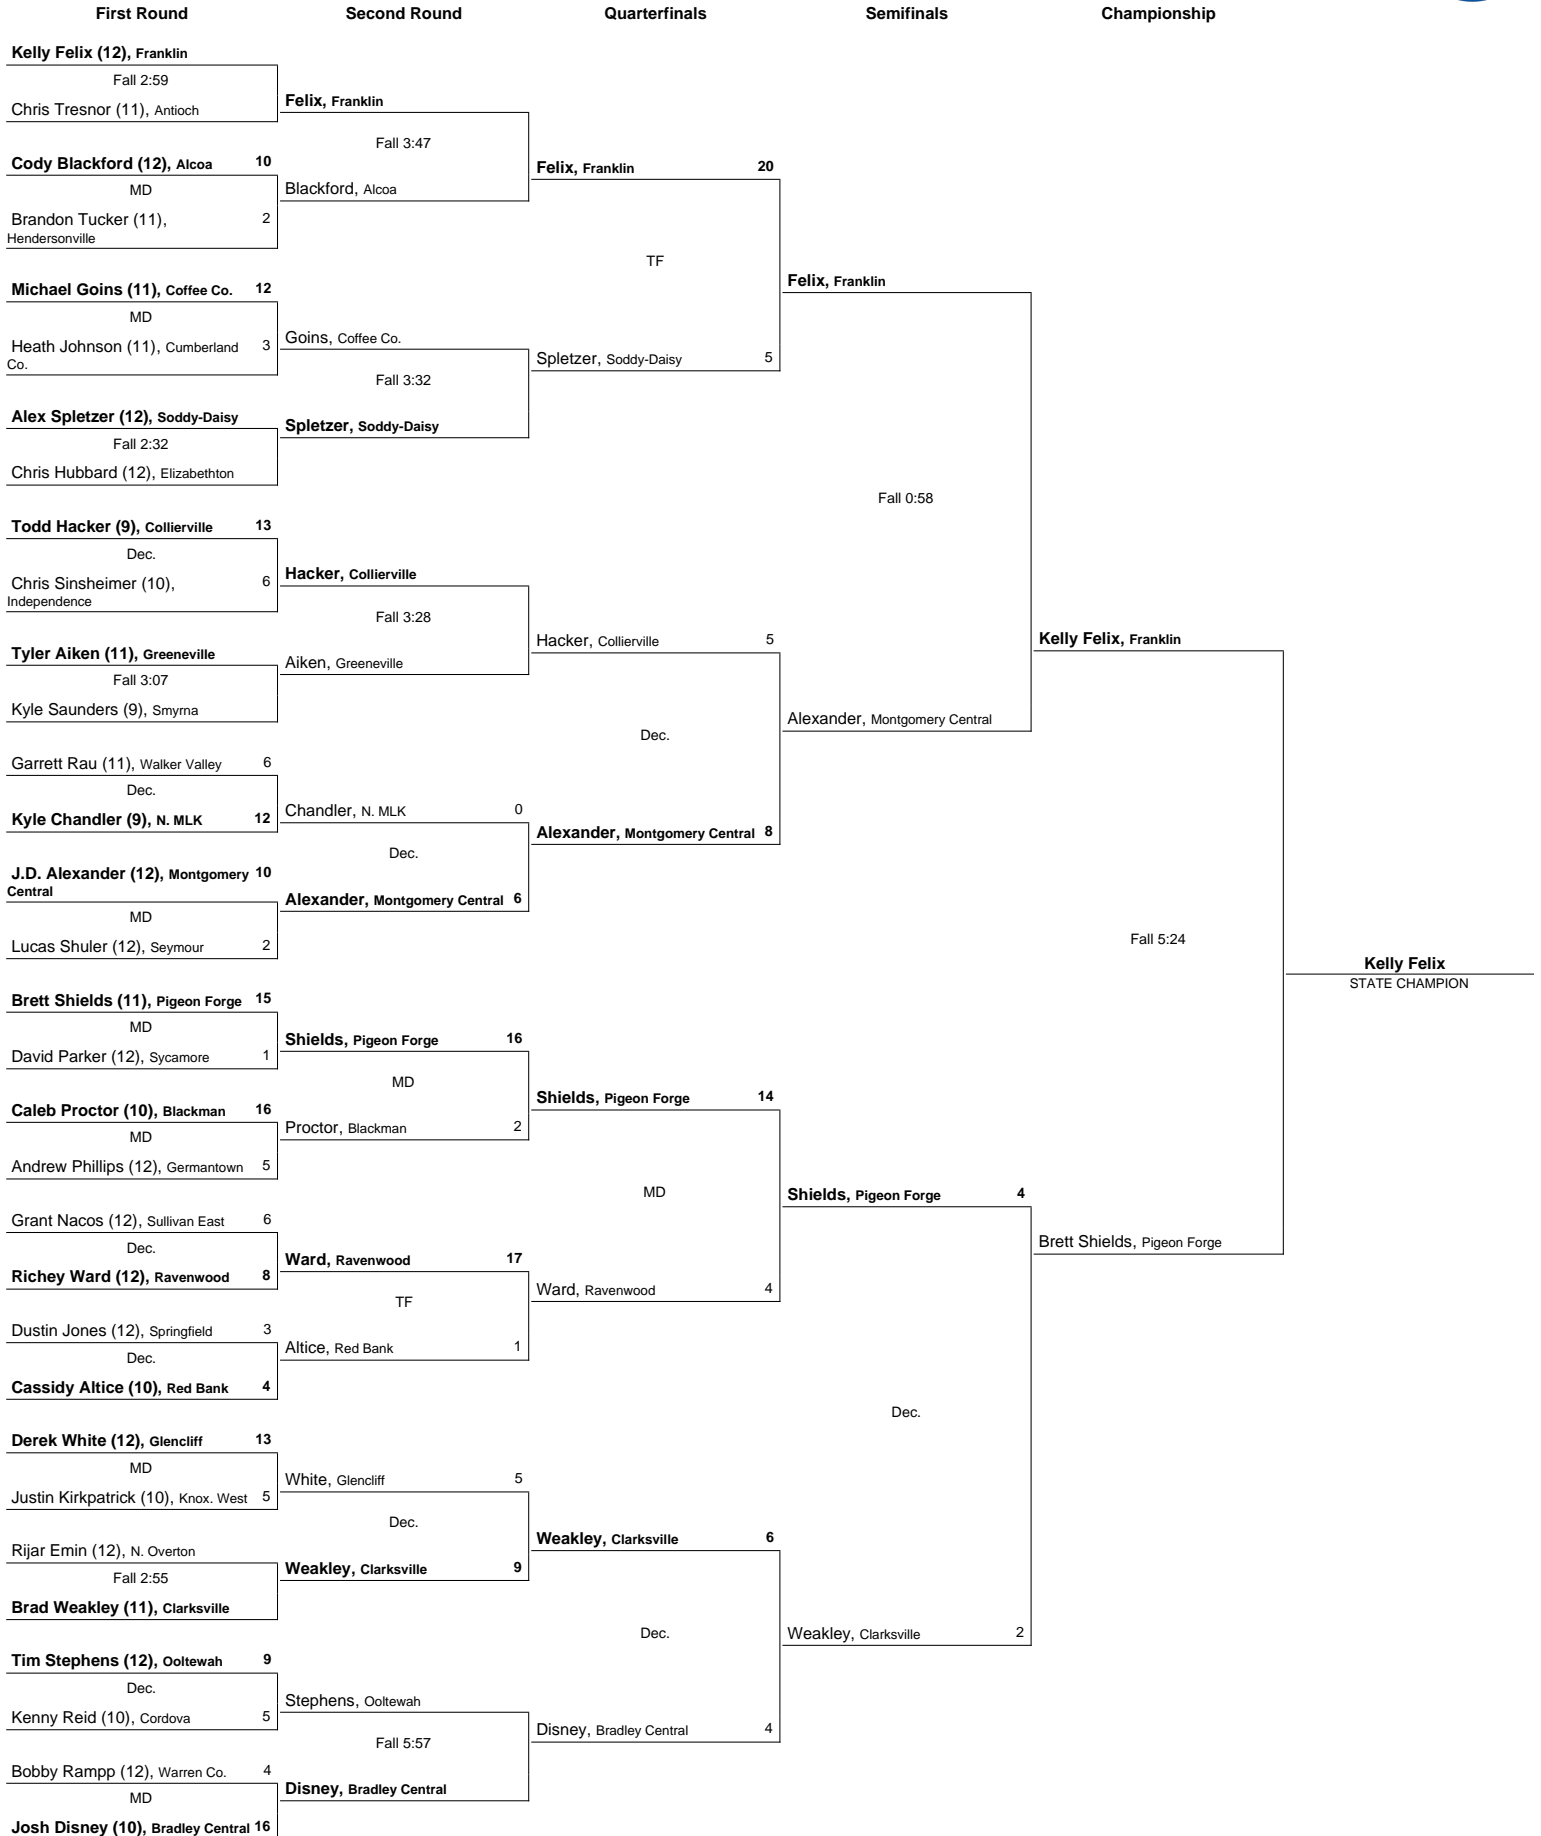 First Round
Second Round
Quarterfinals
Semifinals
Championship
Kelly Felix (12), Franklin
Fall 2:59
Chris Tresnor (11), Antioch
Cody Blackford (12), Alcoa 10
MD
Brandon Tucker (11), 2
Hendersonville
Michael Goins (11), Coffee Co. 12
MD
Heath Johnson (11), Cumberland 3
Co.
Alex Spletzer (12), Soddy-Daisy
Fall 2:32
Chris Hubbard (12), Elizabethton
Todd Hacker (9), Collierville 13
Dec.
Chris Sinsheimer (10), 6
Independence
Tyler Aiken (11), Greeneville
Fall 3:07
Kyle Saunders (9), Smyrna
Garrett Rau (11), Walker Valley 6
Dec.
Kyle Chandler (9), N. MLK 12
J.D. Alexander (12), Montgomery 10
Central
MD
Lucas Shuler (12), Seymour 2
Brett Shields (11), Pigeon Forge 15
MD
David Parker (12), Sycamore 1
Caleb Proctor (10), Blackman 16
MD
Andrew Phillips (12), Germantown 5
Grant Nacos (12), Sullivan East 6
Dec.
Richey Ward (12), Ravenwood 8
Dustin Jones (12), Springfield 3
Dec.
Cassidy Altice (10), Red Bank 4
Derek White (12), Glencliff 13
MD
Justin Kirkpatrick (10), Knox. West 5
Rijar Emin (12), N. Overton
Fall 2:55
Brad Weakley (11), Clarksville
Tim Stephens (12), Ooltewah 9
Dec.
Kenny Reid (10), Cordova 5
Bobby Rampp (12), Warren Co. 4
MD
Josh Disney (10), Bradley Central 16
Felix, Franklin
Fall 3:47
Blackford, Alcoa
Goins, Coffee Co.
Fall 3:32
Spletzer, Soddy-Daisy
Hacker, Collierville
Fall 3:28
Aiken, Greeneville
Chandler, N. MLK 0
Dec.
Alexander, Montgomery Central 6
Shields, Pigeon Forge 16
MD
Proctor, Blackman 2
Ward, Ravenwood 17
TF
Altice, Red Bank 1
White, Glencliff 5
Dec.
Weakley, Clarksville 9
Stephens, Ooltewah
Fall 5:57
Disney, Bradley Central
Felix, Franklin 20
TF
Spletzer, Soddy-Daisy 5
Hacker, Collierville 5
Dec.
Alexander, Montgomery Central 8
Shields, Pigeon Forge 14
MD
Ward, Ravenwood 4
Weakley, Clarksville 6
Dec.
Disney, Bradley Central 4
Felix, Franklin
Fall 0:58
Alexander, Montgomery Central
Shields, Pigeon Forge 4
Dec.
Weakley, Clarksville 2
Kelly Felix, Franklin
Fall 5:24
Brett Shields, Pigeon Forge
Kelly Felix
STATE CHAMPION